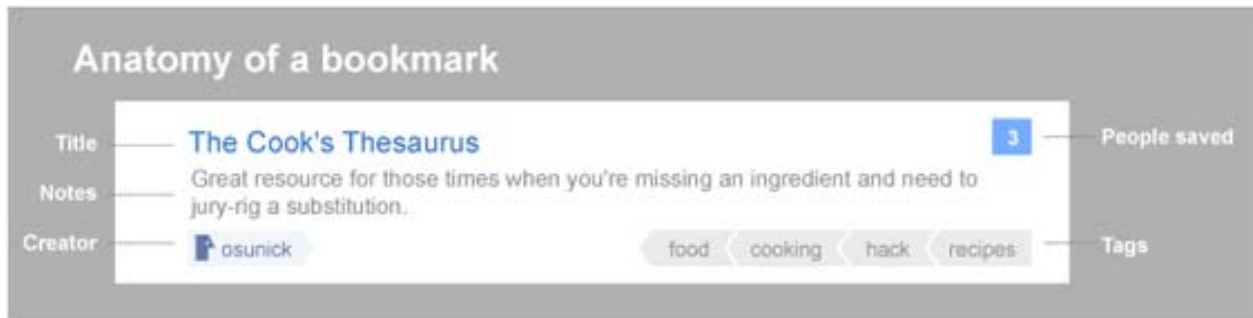 Anatomy of a bookmark
Title
The Cook's Thesaurus
3
People saved
Notes
Great resource for those times when you're missing an ingredient and need to
jury-rig a substitution.
Creator
osunick
food
cooking
hack
recipes
Tags